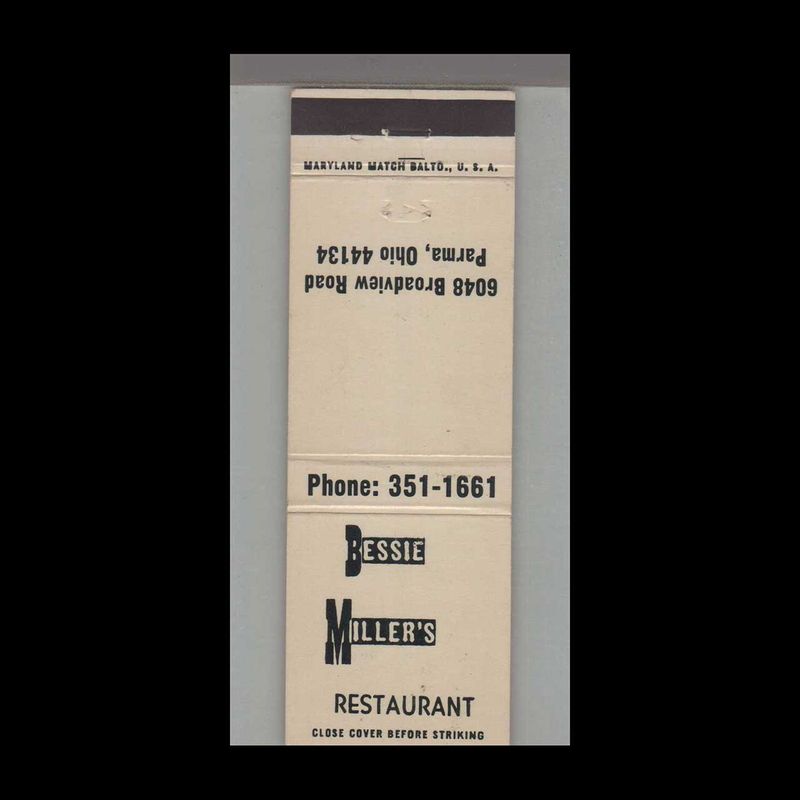 MARYLAND MATCH BALTO., U. S. A.
6048 Broadview Road
Parma, Ohio 44134
Phone: 351-1661
BESSIE
MILLER'S
RESTAURANT
CLOSE COVER BEFORE STRIKING